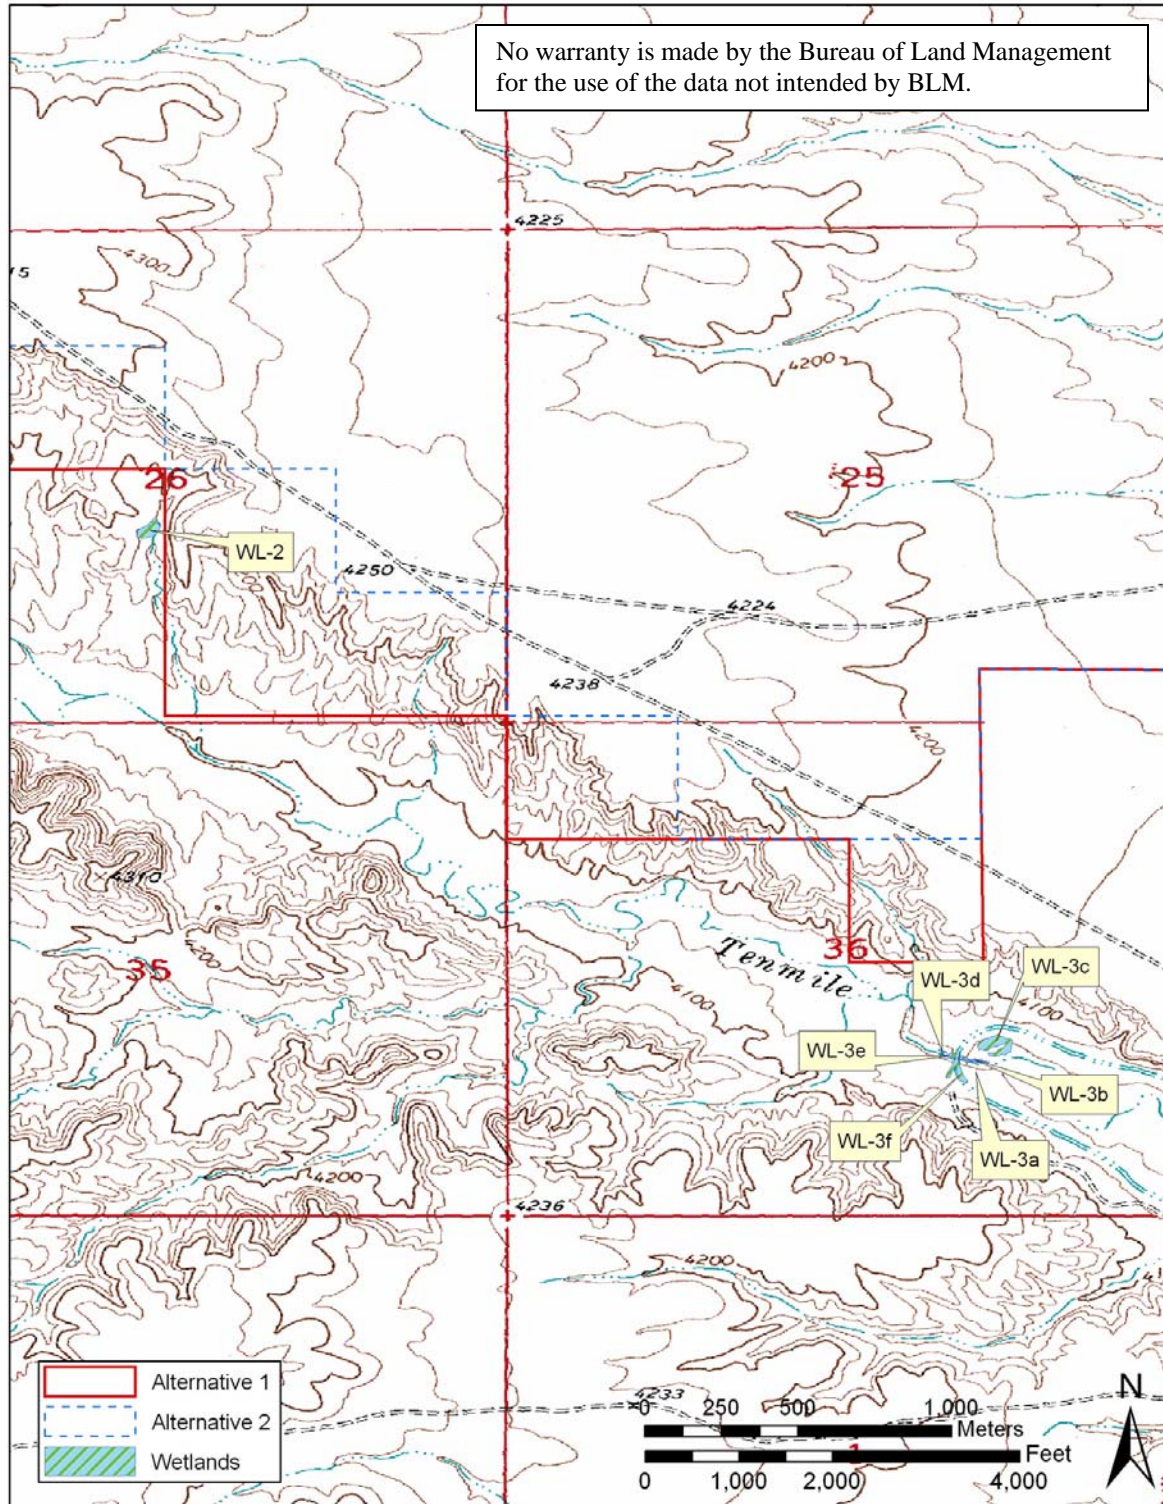 No warranty is made by the Bureau of Land Management
for the use of the data not intended by BLM.
4225
4300
15
4200
26
25
WL-2
4250
4224
4238
4200
4310
4200
35
36
Tenmile
4100
WL-3d
WL-3c
4100
WL-3e
WL-3b
WL-3f
WL-3a
4200
4236
4200
Alternative 1
Alternative 2
Wetlands
4233
0 250 500 1,000
Meters
1
Feet
0 1,000 2,000 4,000
N